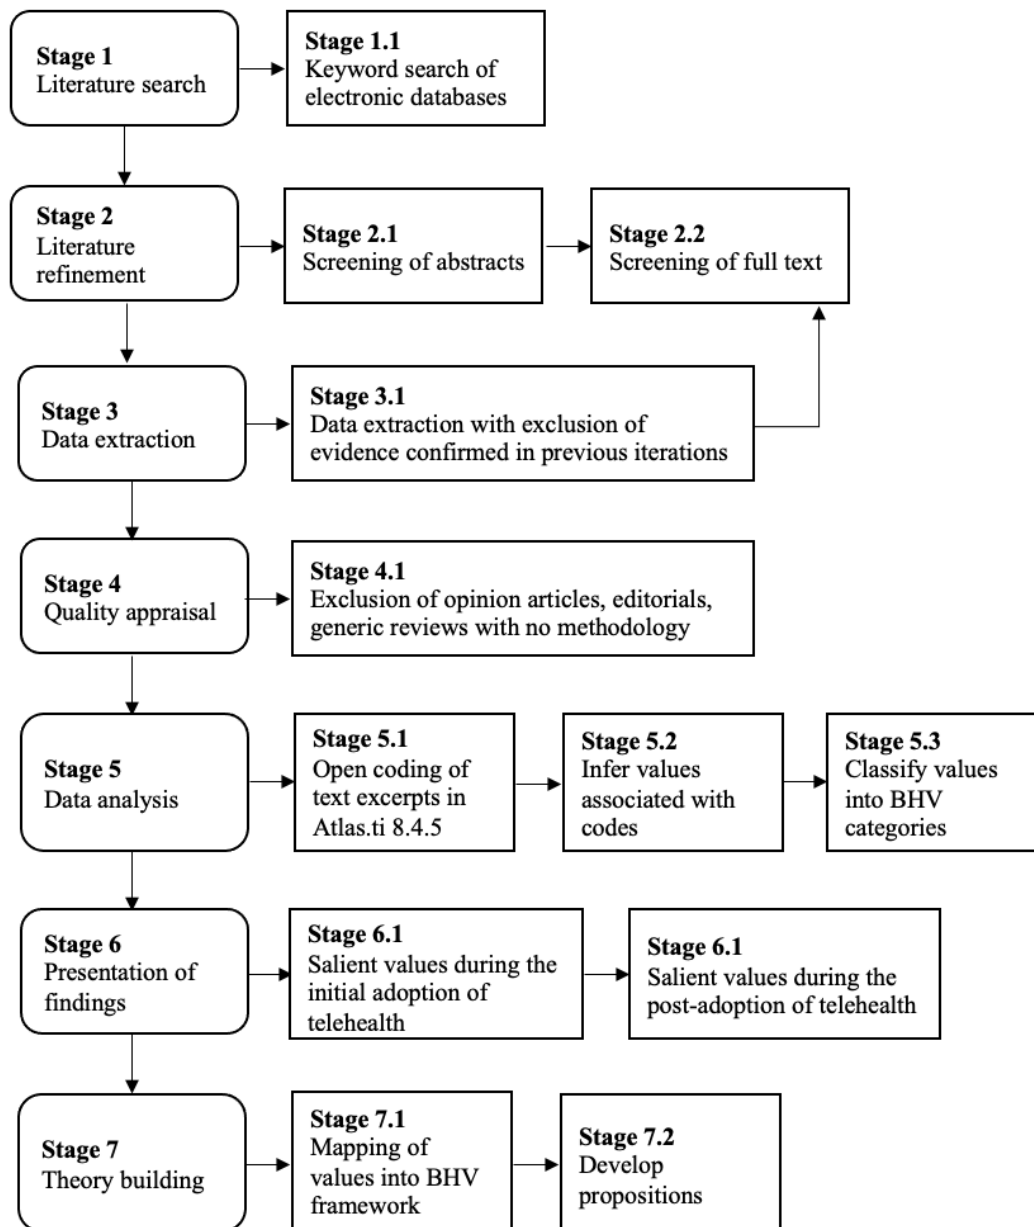 Stage 1
Literature search
Stage 1.1
Keyword search of
electronic databases
Stage 2
Literature
refinement
Stage 2.1
Screening of abstracts
Stage 2.2
Screening of full text
Stage 3
Data extraction
Stage 3.1
Data extraction with exclusion of
evidence confirmed in previous iterations
Stage 4
Quality appraisal
Stage 4.1
Exclusion of opinion articles, editorials,
generic reviews with no methodology
Stage 5
Data analysis
Stage 5.1
Open coding of
text excerpts in
Atlas.ti 8.4.5
Stage 5.2
Infer values
associated with
codes
Stage 5.3
Classify values
into BHV
categories
Stage 6
Presentation of
findings
Stage 6.1
Salient values during the
initial adoption of
telehealth
Stage 6.1
Salient values during the
post-adoption of telehealth
Stage 7
Theory building
Stage 7.1
Mapping of
values into BHV
framework
Stage 7.2
Develop
propositions